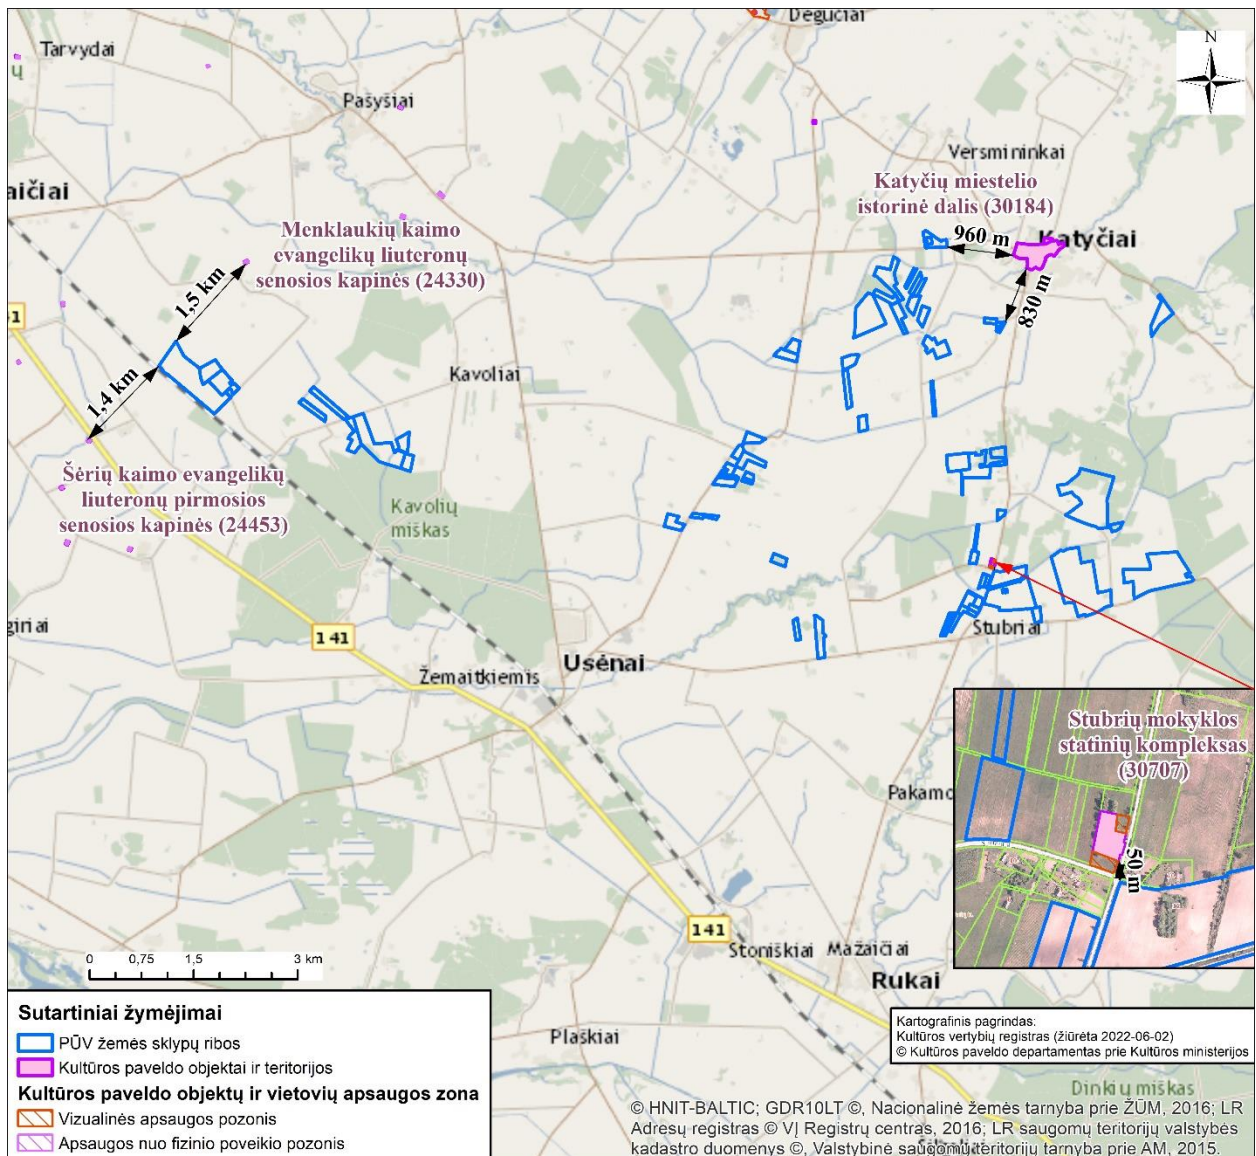 Degučiai
Tarvydai
ų
N
Pašyšiai
Versmininkai
aičiai
Katyčių miestelio
istorinė dalis (30184)
Menklaukių kaimo
evangelikų liuteronų
senosios kapinės (24330)
960 m
Katyčiai
1,5 km
830 m
41
Kavoliai
1,4 km
Šėrių kaimo evangelikų
liuteronų pirmosios
senosios kapinės (24453)
Kavolių
miškas
giriai
141
Stubriai
Usėnai
Žemaitkiemis
Stubrių mokyklos
statinių kompleksas
(30707)
50 m
Pakamo
141
Stoniškiai
Mažaičiai
Rukai
0 0,75 1,5 3 km
Plaškiai
Dinkių miškas
Sutartiniai žymėjimai
PŪV žemės sklypų ribos
Kultūros paveldo objektai ir teritorijos
Kultūros paveldo objektų ir vietovių apsaugos zona
Vizualinės apsaugos pozonis
Apsaugos nuo fizinio poveikio pozonis
Kartografinis pagrindas:
Kultūros vertybių registras (žiūrėta 2022-06-02)
© Kultūros paveldo departamentas prie Kultūros ministerijos
© HNIT-BALTIC; GDR10LT ©, Nacionalinė žemės tarnyba prie ŽŪM, 2016; LR
Adresų registras © VĮ Registrų centras, 2016; LR saugomų teritorijų valstybės
kadastro duomenys ©, Valstybinė saugomų teritorijų tarnyba prie AM, 2015.